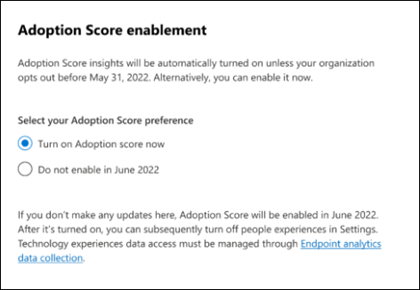 Adoption Score enablement
Adoption Score insights will be automatically turned on unless your organization
opts out before May 31, 2022. Alternatively, you can enable it now.
Select your Adoption Score preference
Turn on Adoption score now
Do not enable in June 2022
If you don't make any updates here, Adoption Score will be enabled in June 2022.
After it's turned on, you can subsequently turn off people experiences in Settings.
Technology experiences data access must be managed through Endpoint analytics
data collection.